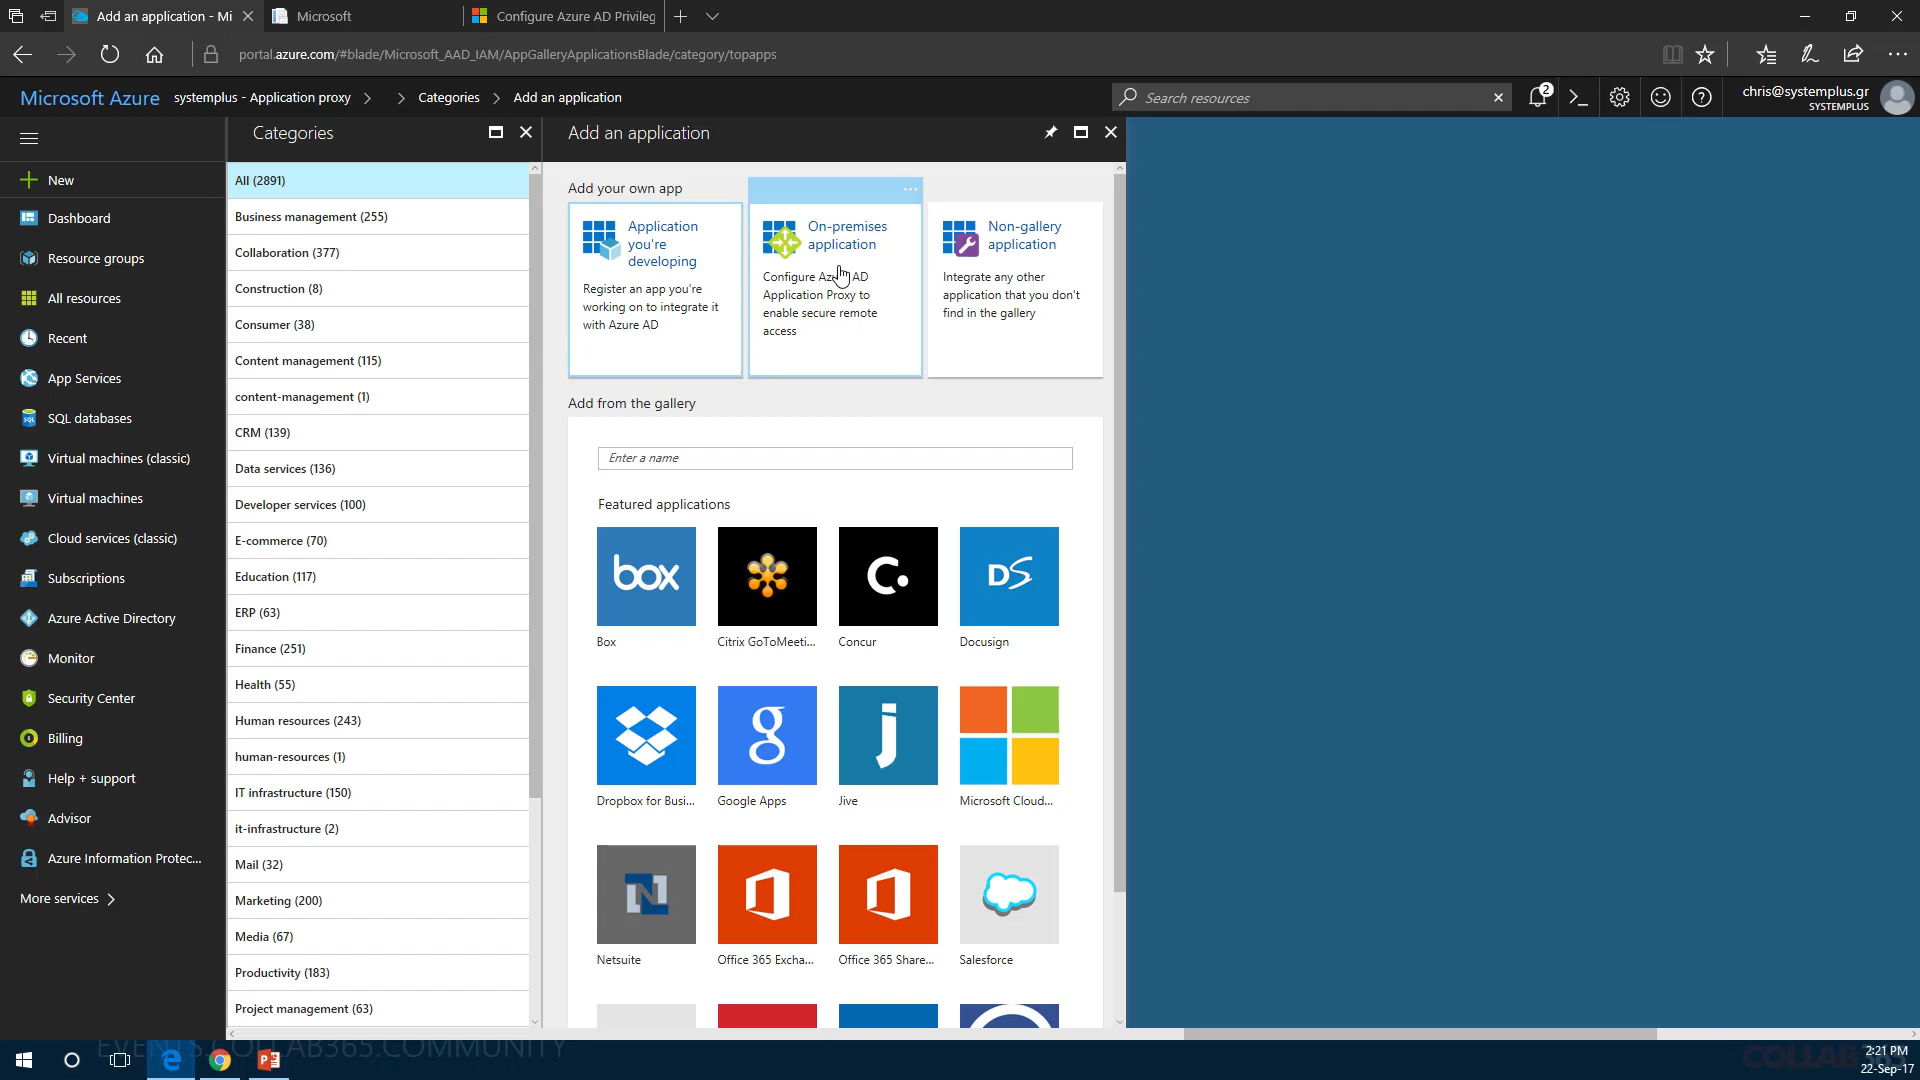 Add an application - Mi
Microsoft
Configure Azure AD Privileg
portal.azure.com/#blade/Microsoft_AAD_IAM/AppGalleryApplicationsBlade/category/topapps
Microsoft Azure
systemplus - Application proxy
Categories
Add an application
Search resources
2
chris@systemplus.gr
SYSTEMPLUS
New
Dashboard
Resource groups
All resources
Recent
App Services
SQL databases
Virtual machines (classic)
Virtual machines
Cloud services (classic)
Subscriptions
Azure Active Directory
Monitor
Security Center
Billing
Help + support
Advisor
Azure Information Protec...
More services
Categories
All (2891)
Business management (255)
Collaboration (377)
Construction (8)
Consumer (38)
Content management (115)
content-management (1)
CRM (139)
Data services (136)
Developer services (100)
E-commerce (70)
Education (117)
ERP (63)
Finance (251)
Health (55)
Human resources (243)
human-resources (1)
IT infrastructure (150)
it-infrastructure (2)
Mail (32)
Marketing (200)
Media (67)
Productivity (183)
Project management (63)
Add an application
Add your own app
Application
you're
developing
Register an app you're
working on to integrate it
with Azure AD
On-premises
application
Configure Azure AD
Application Proxy to
enable secure remote
access
Non-gallery
application
Integrate any other
application that you don't
find in the gallery
Add from the gallery
Enter a name
Featured applications
box
C.
DS
Box
Citrix GoToMeeti...
Concur
Docusign
g
j
Dropbox for Busi...
Google Apps
Jive
Microsoft Cloud...
N
Netsuite
Office 365 Excha...
Office 365 Share...
Salesforce
EVENTS.COLLAB365.COMMUNITY
2:21 PM
22-Sep-17